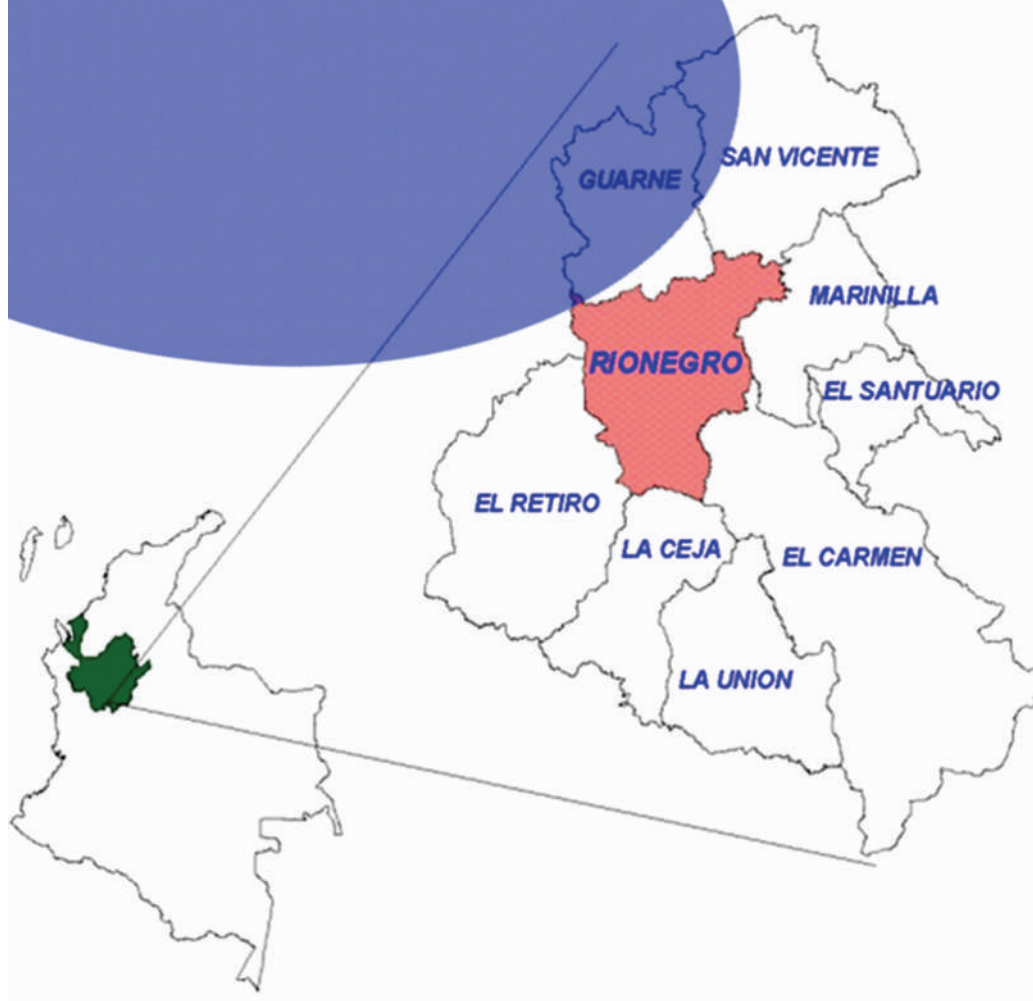 SAN VICENTE
GUARNE
MARINILLA
RIONEGRO
EL SANTUARIO
EL RETIRO
LA CEJA
EL CARMEN
LA UNION